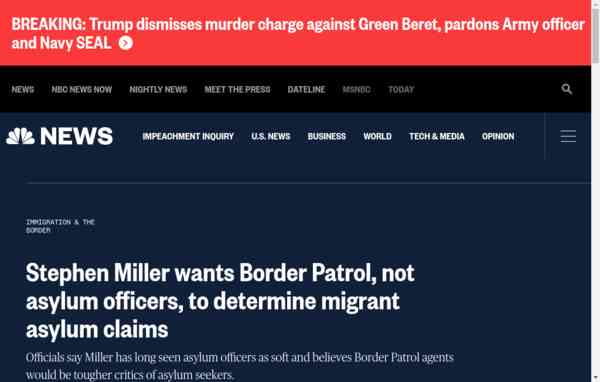 BREAKING: Trump dismisses murder charge against Green Beret, pardons Army officer
and Navy SEAL
NEWS NBC NEWS NOW NIGHTLY NEWS MEET THE PRESS DATELINE MSNBC TODAY
NEWS IMPEACHMENT INQUIRY U.S. NEWS BUSINESS WORLD TECH & MEDIA OPINION
IMMIGRATION & THE
BORDER
Stephen Miller wants Border Patrol, not
asylum officers, to determine migrant
asylum claims
Officials say Miller has long seen asylum officers as soft and believes Border Patrol agents
would be tougher critics of asylum seekers.